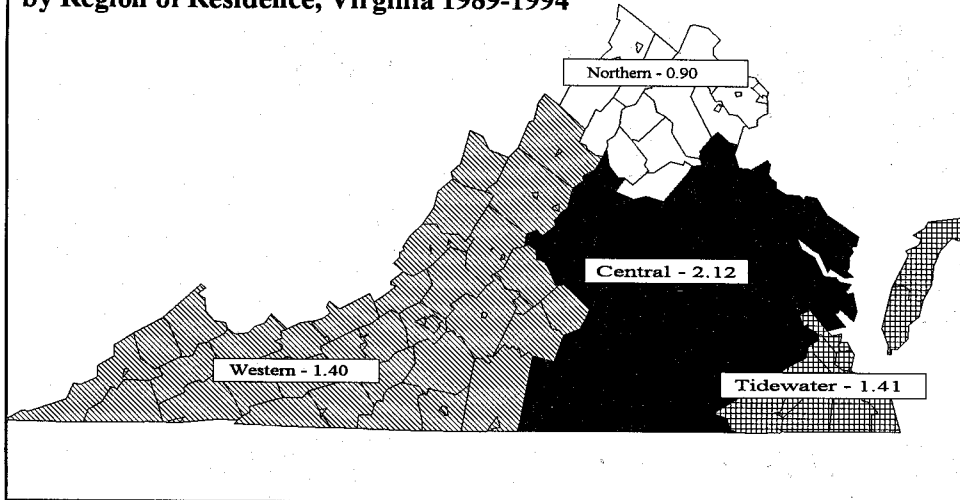 by Region of Residence, Virginia 1989-1994
Northern - 0.90
Central - 2.12
Western - 1.40
Tidewater - 1.41